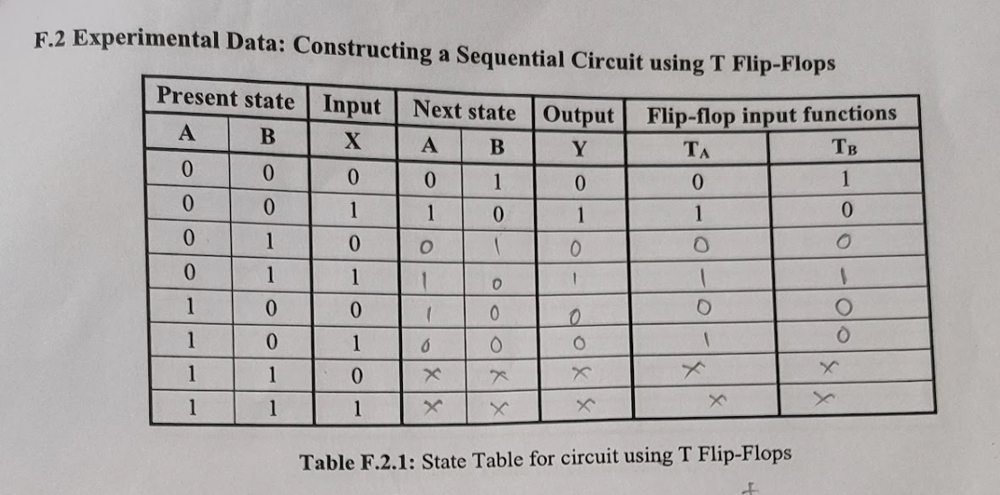 F.2 Experimental Data: Constructing a Sequential Circuit using T Flip-Flops
Present state Input Next state Output Flip-flop input functions
A B X A B Y TA TB
0 0 0 0 1 0 0 1
0 0 1 1 0 1 1 0
0 1 0 0 1 0 0 0
0 1 1 1 0 1 1 1
1 0 0 1 0 0 0 0
1 0 1 0 0 0 1 0
1 1 0 x x x x x
1 1 1 x x x x x
Table F.2.1: State Table for circuit using T Flip-Flops